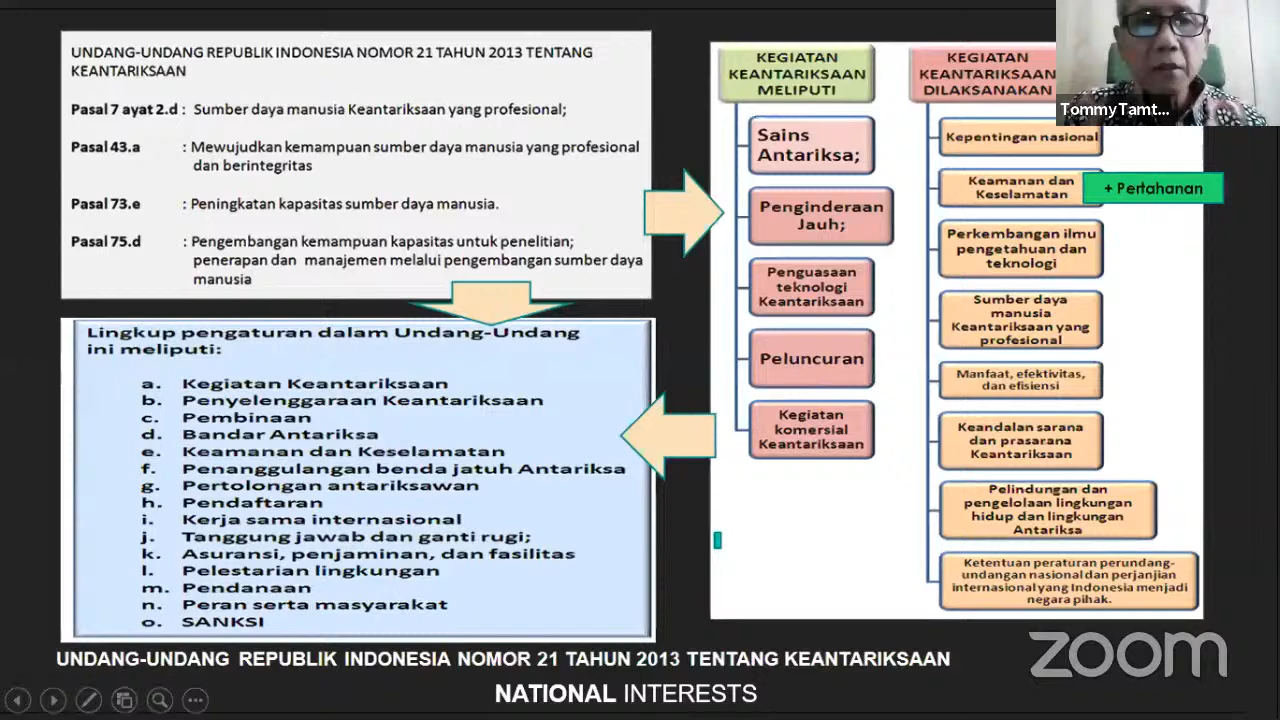 UNDANG-UNDANG REPUBLIK INDONESIA NOMOR 21 TAHUN 2013 TENTANG
KEANTARIKSAAN
Pasal 7 ayat 2.d : Sumber daya manusia Keantariksaan yang profesional;
Pasal 43.a : Mewujudkan kemampuan sumber daya manusia yang profesional
dan berintegritas
Pasal 73.e : Peningkatan kapasitas sumber daya manusia.
Pasal 75.d : Pengembangan kemampuan kapasitas untuk penelitian;
penerapan dan manajemen melalui pengembangan sumber daya
manusia
Lingkup pengaturan dalam Undang-Undang
ini meliputi:
a. Kegiatan Keantariksaan
b. Penyelenggaraan Keantariksaan
c. Pembinaan
d. Bandar Antariksa
e. Keamanan dan Keselamatan
f. Penanggulangan benda jatuh Antariksa
g. Pertolongan antariksawan
h. Pendaftaran
i. Kerja sama internasional
j. Tanggung jawab dan ganti rugi;
k. Asuransi, penjaminan, dan fasilitas
l. Pelestarian lingkungan
m. Pendanaan
n. Peran serta masyarakat
o. SANKSI
KEGIATAN
KEANTARIKSAAN
MELIPUTI
Sains
Antariksa;
Penginderaan
Jauh;
Penguasaan
teknologi
Keantariksaan
Peluncuran
Kegiatan
komersial
Keantariksaan
KEGIATAN
KEANTARIKSAAN
DILAKSANAKAN
Kepentingan nasional
Keamanan dan
Keselamatan
+ Pertahanan
Perkembangan ilmu
pengetahuan dan
teknologi
Sumber daya
manusia
Keantariksaan yang
profesional
Manfaat, efektivitas,
dan efisiensi
Keandalan sarana
dan prasarana
Keantariksaan
Pelindungan dan
pengelolaan lingkungan
hidup dan lingkungan
Antariksa
Ketentuan peraturan perundang-
undangan nasional dan perjanjian
internasional yang Indonesia menjadi
negara pihak.
TommyTamt...
UNDANG-UNDANG REPUBLIK INDONESIA NOMOR 21 TAHUN 2013 TENTANG KEANTARIKSAAN
NATIONAL INTERESTS
zoom